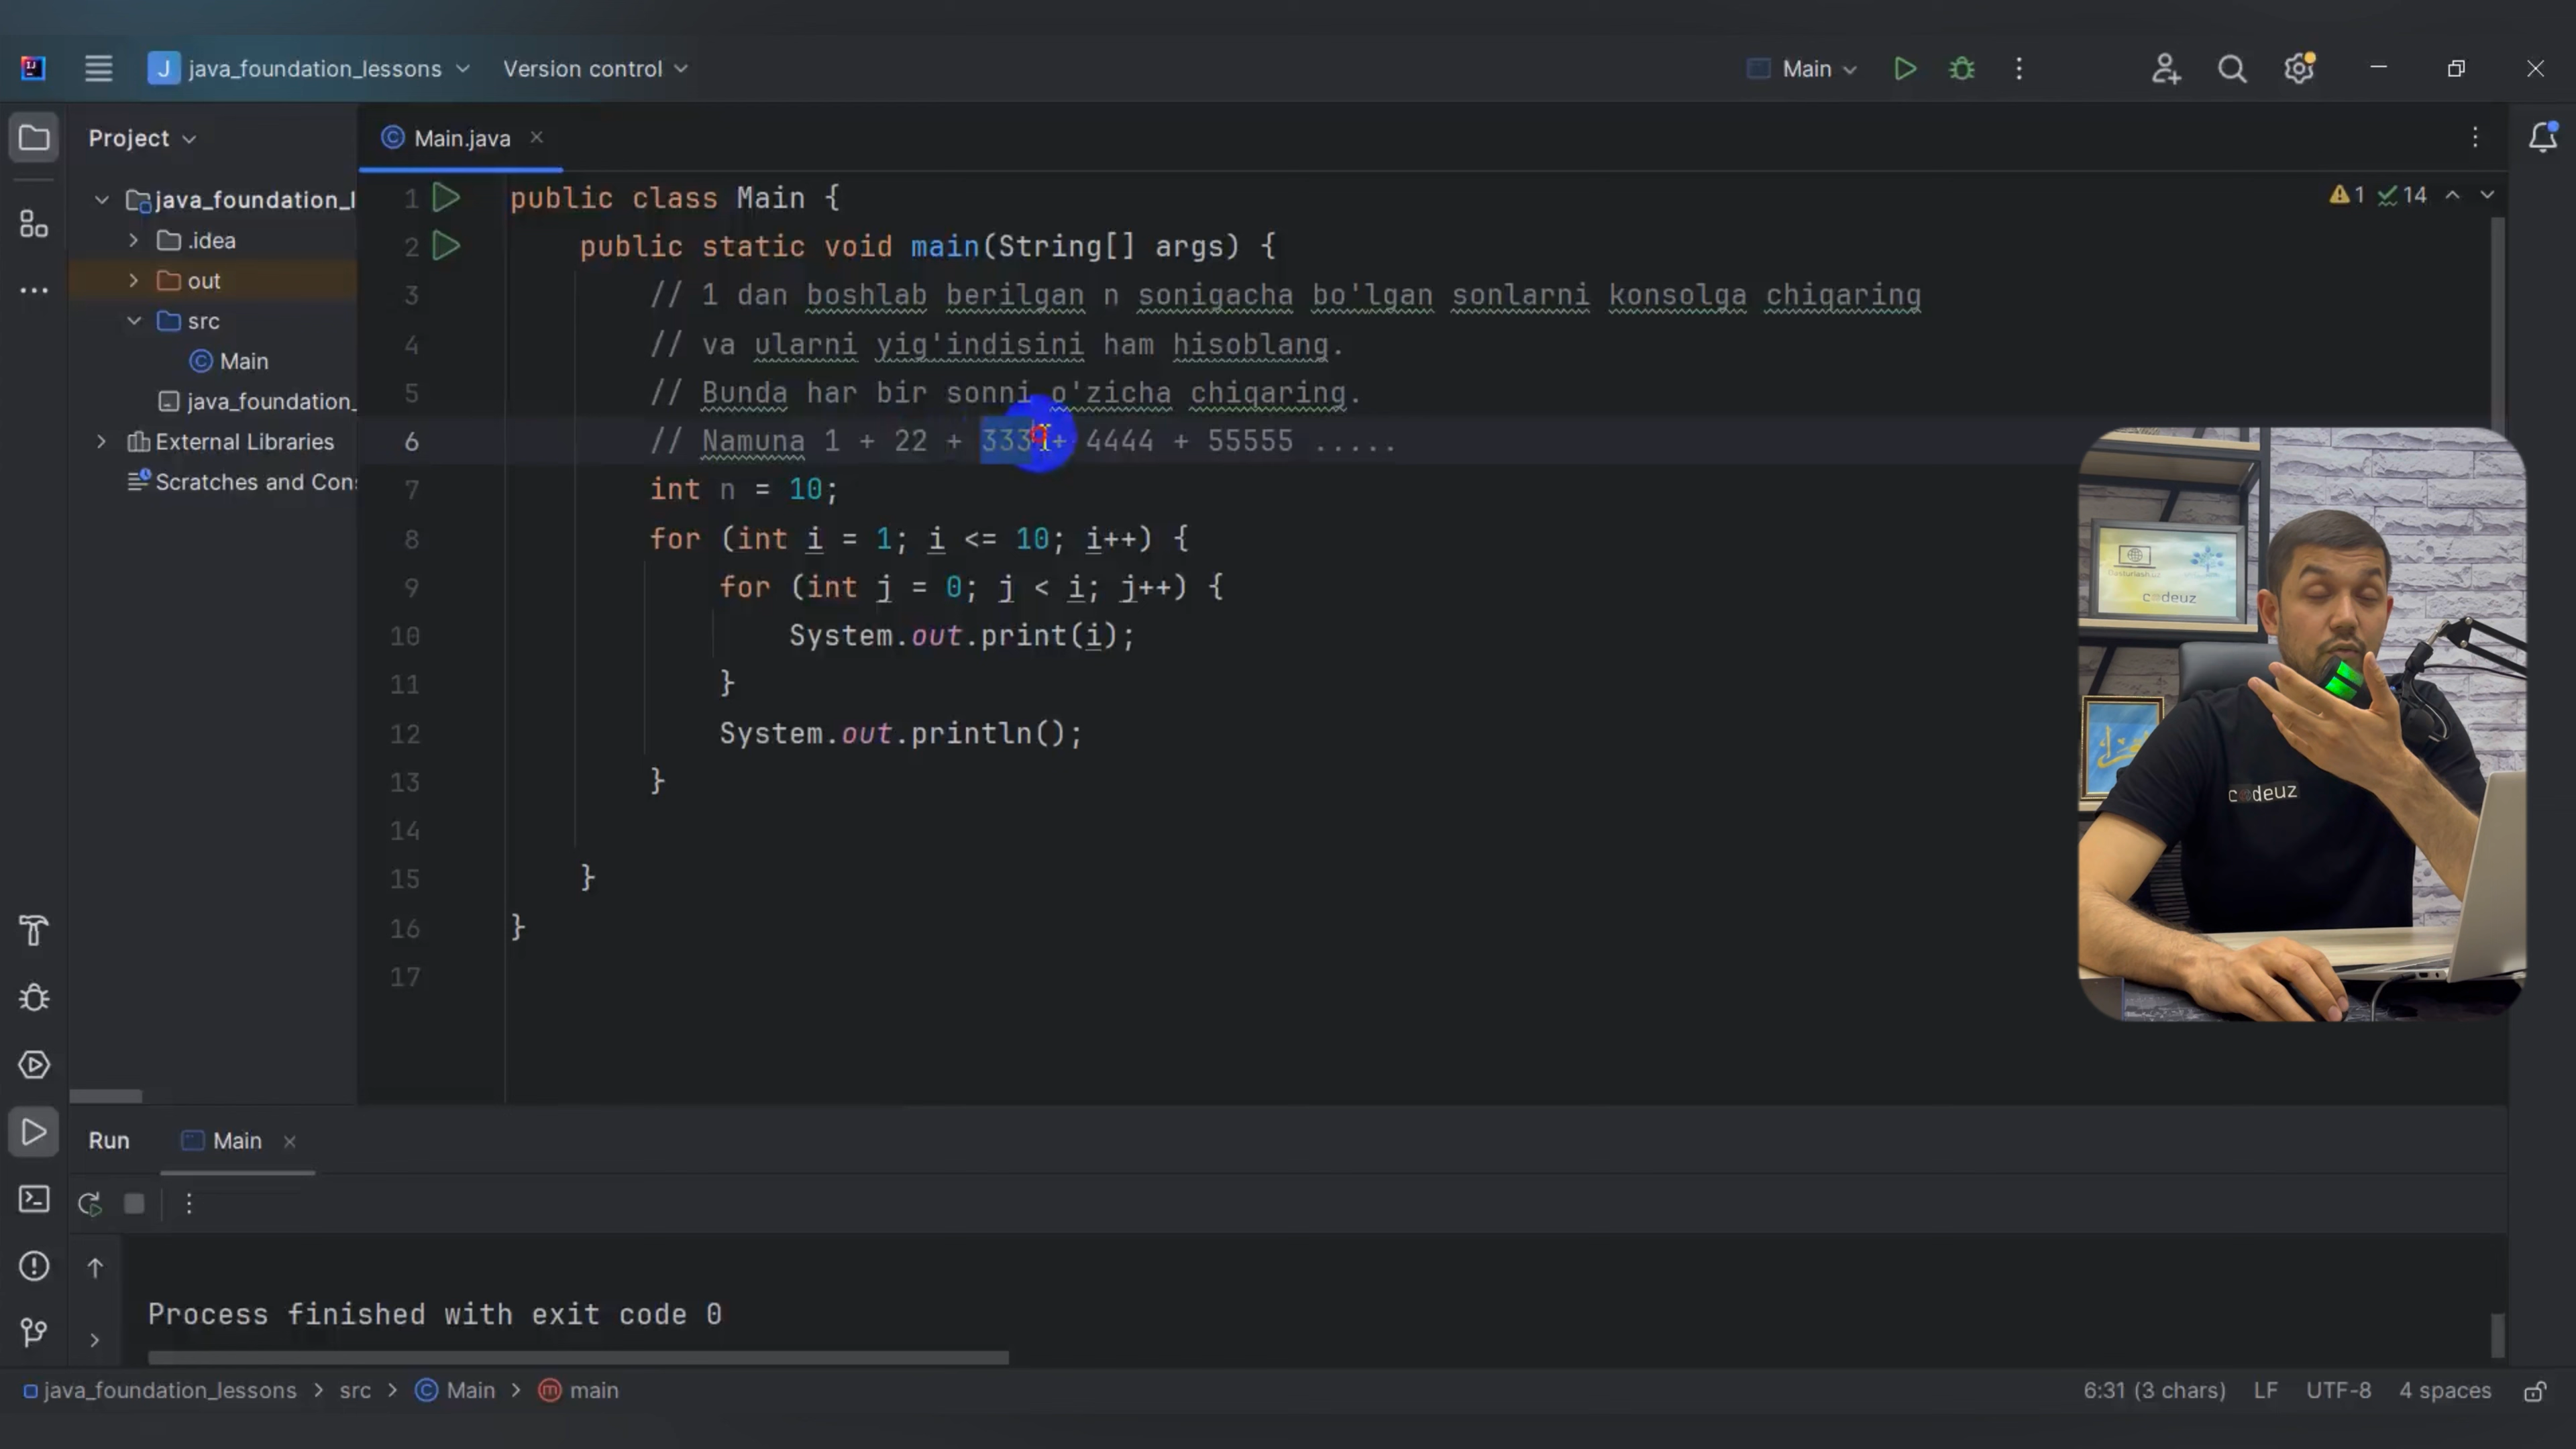 java_foundation_lessons
Version control
Main
Project
Main.java
java_foundation_l
.idea
out
src
Main
java_foundation_
External Libraries
Scratches and Con
1 public class Main {
2 public static void main(String[] args) {
3 // 1 dan boshlab berilgan n sonigacha bo'lgan sonlarni konsolga chiqaring
4 // va ularni yig'indisini ham hisoblang.
5 // Bunda har bir sonni o'zicha chiqaring.
6 // Namuna 1 + 22 + 333 + 4444 + 55555 .....
7 int n = 10;
8 for (int i = 1; i <= 10; i++) {
9 for (int j = 0; j < i; j++) {
10 System.out.print(i);
11 }
12 System.out.println();
13 }
14
15 }
16 }
17
1 14
codeuz
codeuz
Run Main
Process finished with exit code 0
java_foundation_lessons > src > Main > main
6:31 (3 chars) LF UTF-8 4 spaces